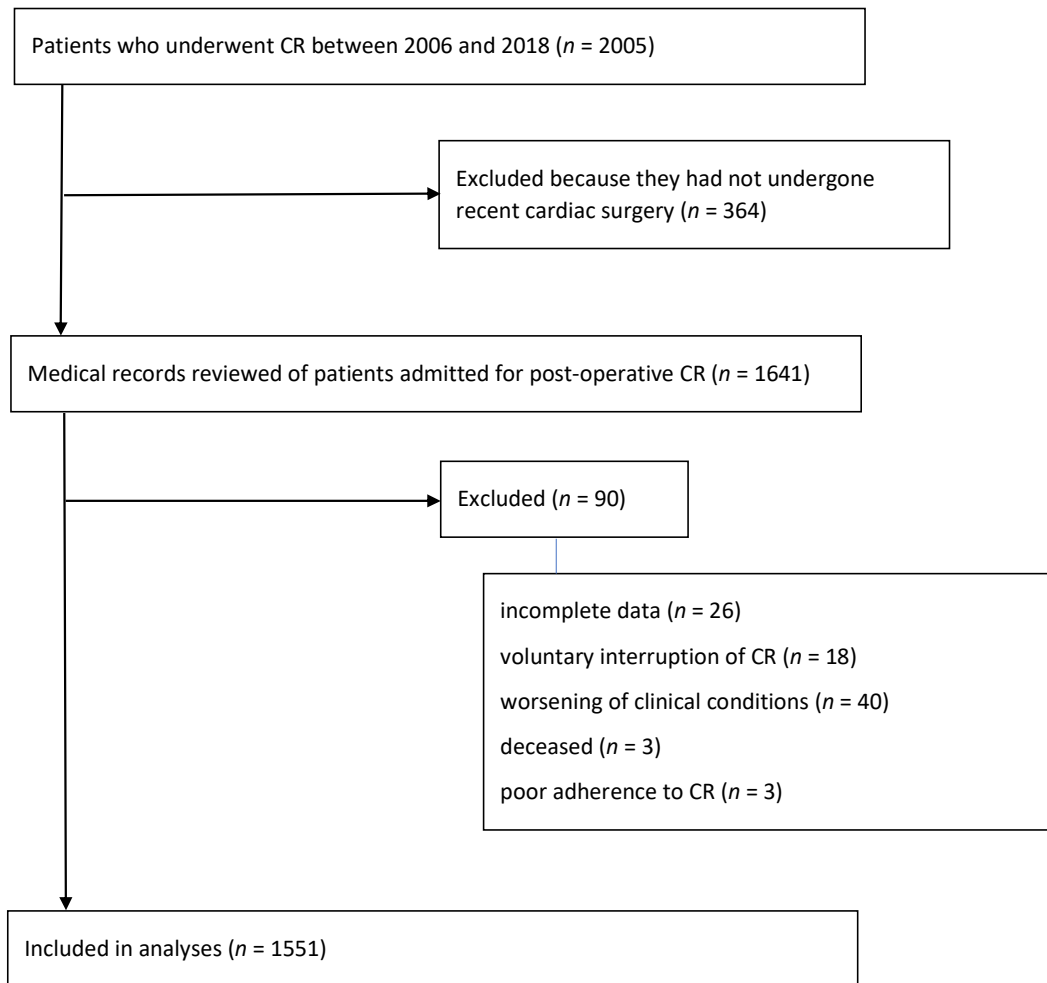 Patients who underwent CR between 2006 and 2018 (n = 2005)
Excluded because they had not undergone
recent cardiac surgery (n = 364)
Medical records reviewed of patients admitted for post-operative CR (n = 1641)
Excluded (n = 90)
incomplete data (n = 26)
voluntary interruption of CR (n = 18)
worsening of clinical conditions (n = 40)
deceased (n = 3)
poor adherence to CR (n = 3)
Included in analyses (n = 1551)